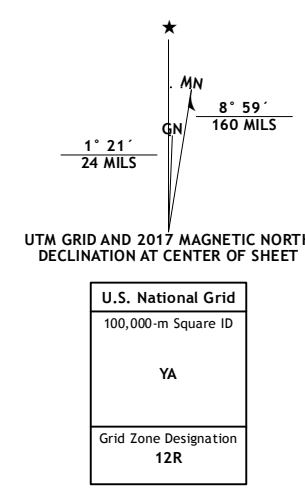 MN
8° 59´
160 MILS
GN
1° 21´
24 MILS
UTM GRID AND 2017 MAGNETIC NORTH
DECLINATION AT CENTER OF SHEET
U.S. National Grid
100,000-m Square ID
YA
Grid Zone Designation
12R